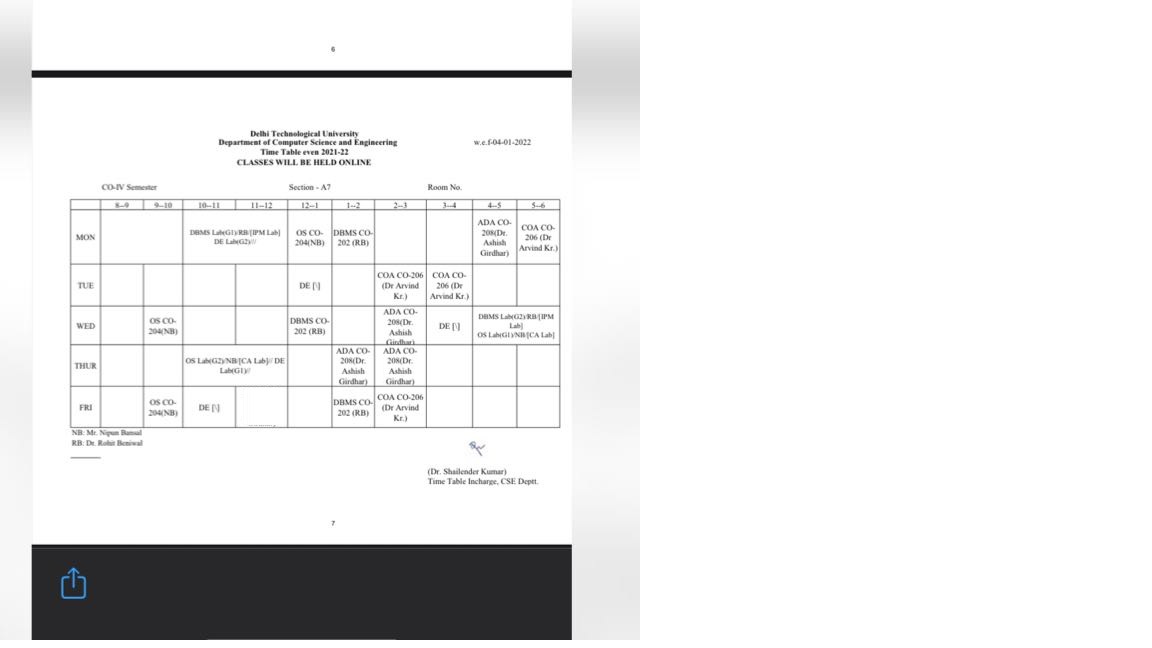 6
Delhi Technological University
Department of Computer Science and Engineering
w.e.f-04-01-2022
Time Table even 2021-22
CLASSES WILL BE HELD ONLINE
CO-IV Semester Section - A7 Room No.
8--9 9--10 10--11 11--12 12--1 1--2 2--3 3--4 4--5 5--6
MON
DBMS Lab(G1)/RB/[IPM Lab]
DE Lab(G2)//
OS CO-
204(NB)
DBMS CO-
202 (RB)
ADA CO-
208(Dr.
Ashish
Girdhar)
COA CO-
206 (Dr
Arvind Kr.)
TUE
DE [\]
COA CO-206
(Dr Arvind
Kr.)
COA CO-
206 (Dr
Arvind Kr.)
WED
OS CO-
204(NB)
DBMS CO-
202 (RB)
ADA CO-
208(Dr.
Ashish
Girdhar)
DE [\]
DBMS Lab(G2)/RB/[IPM
Lab]
OS Lab(G1)/NB/[CA Lab]
THUR
OS Lab(G2)/NB/[CA Lab]// DE
Lab(G1)//
ADA CO-
208(Dr.
Ashish
Girdhar)
ADA CO-
208(Dr.
Ashish
Girdhar)
FRI
OS CO-
204(NB)
DE [\]
DBMS CO-
202 (RB)
COA CO-206
(Dr Arvind
Kr.)
NB: Mr. Nipun Bansal
RB: Dr. Rohit Beniwal
(Dr. Shailender Kumar)
Time Table Incharge, CSE Deptt.
7